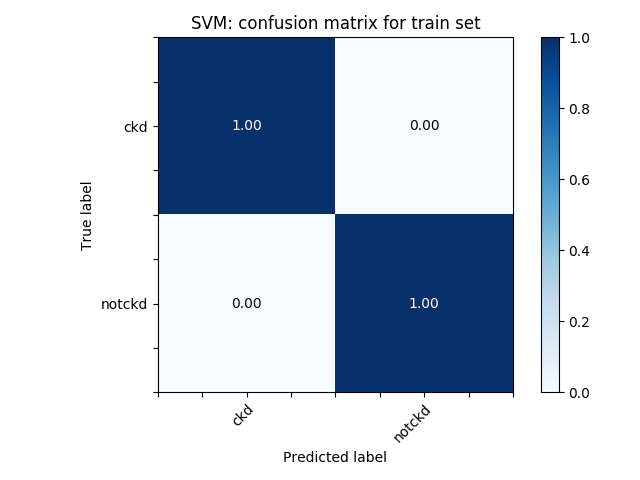 SVM: confusion matrix for train set
1.0
ckd
1.00
0.00
0.8
True label
0.6
0.4
notckd
0.00
1.00
0.2
0.0
ckd
notckd
Predicted label